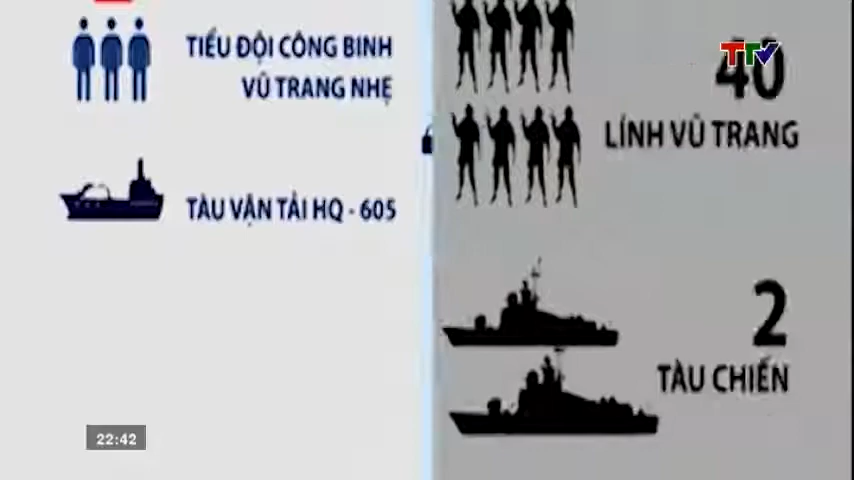 TIỂU ĐỘI CÔNG BINH
VŨ TRANG NHẸ
TÀU VẬN TẢI HQ - 605
TTV
40
LÍNH VŨ TRANG
2
TÀU CHIẾN
22:42